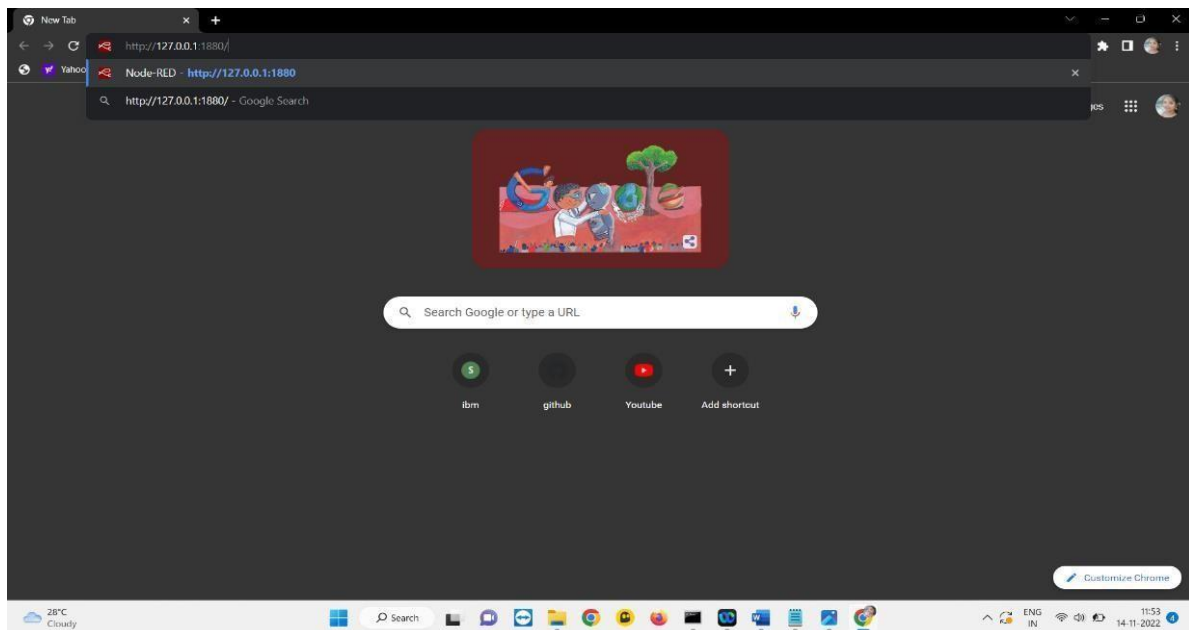 New Tab
http://127.0.0.1:1880/
Yahoo
Node-RED - http://127.0.0.1:1880
http://127.0.0.1:1880/ - Google Search
Google
Search Google or type a URL
S
ibm
github
Youtube
Add shortcut
Customize Chrome
28°C
Cloudy
Search
ENG
IN
11:53
14-11-2022
4